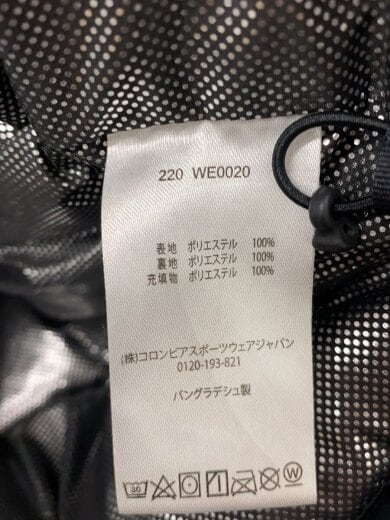 220 WE0020
表地 ポリエステル 100%
裏地 ポリエステル 100%
充填物 ポリエステル 100%
(株)コロンビアスポーツウェアジャパン
0120-193-821
バングラデシュ製
30
W